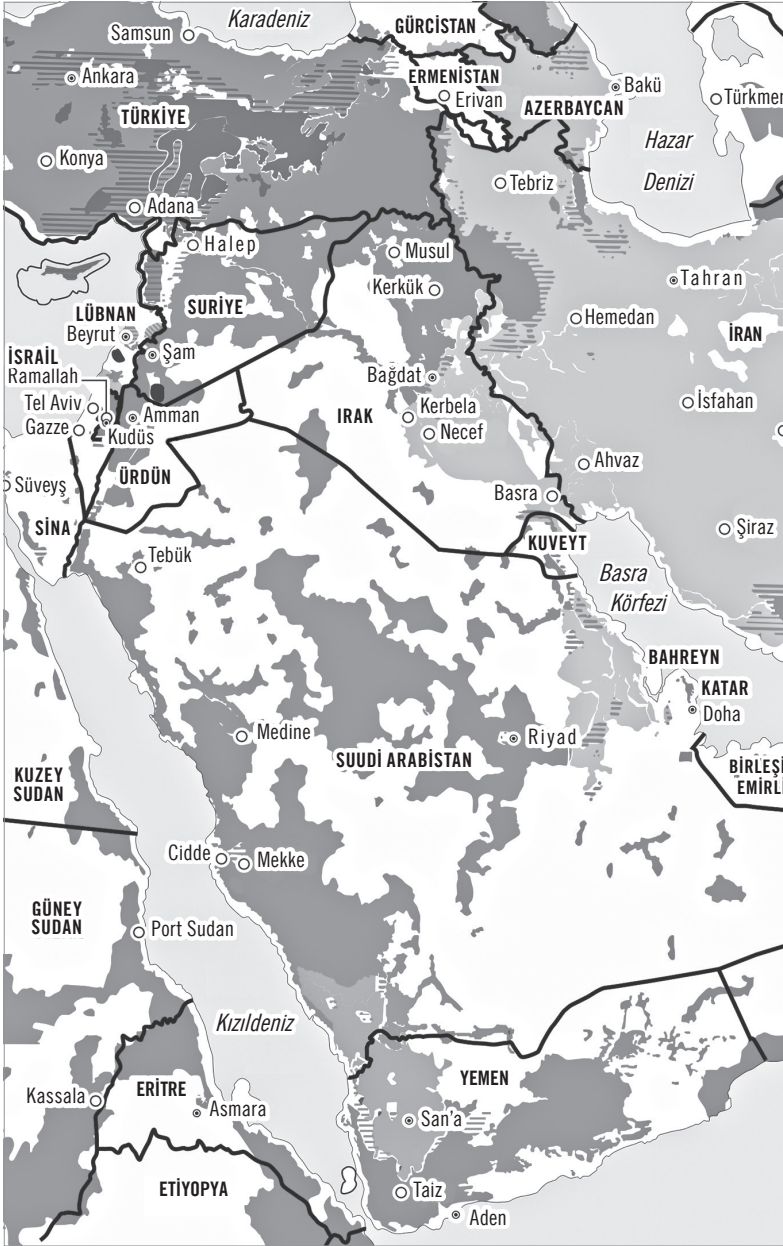 Karadeniz
GÜRCİSTAN
Samsun
ERMENİSTAN
Ankara
Bakü
Erivan
AZERBAYCAN
Türkmen
TÜRKİYE
Hazar
Denizi
Konya
Tebriz
Adana
Halep
Musul
Tahran
Kerkük
LÜBNAN
SURİYE
Hemedan
Beyrut
İRAN
İSRAİL
Şam
Ramallah
Bağdat
Tel Aviv
Amman
IRAK
Kerbela
İsfahan
Gazze
Kudüs
Necef
Ahvaz
ÜRDÜN
Süveyş
Basra
SİNA
Şiraz
KUVEYT
Tebük
Basra
Körfezi
BAHREYN
KATAR
Doha
Medine
Riyad
SUUDİ ARABİSTAN
KUZEY
SUDAN
BİRLEŞİ
EMİRLİ
Cidde
Mekke
GÜNEY
SUDAN
Port Sudan
Kızıldeniz
YEMEN
ERİTRE
Kassala
Asmara
San'a
ETİYOPYA
Taiz
Aden